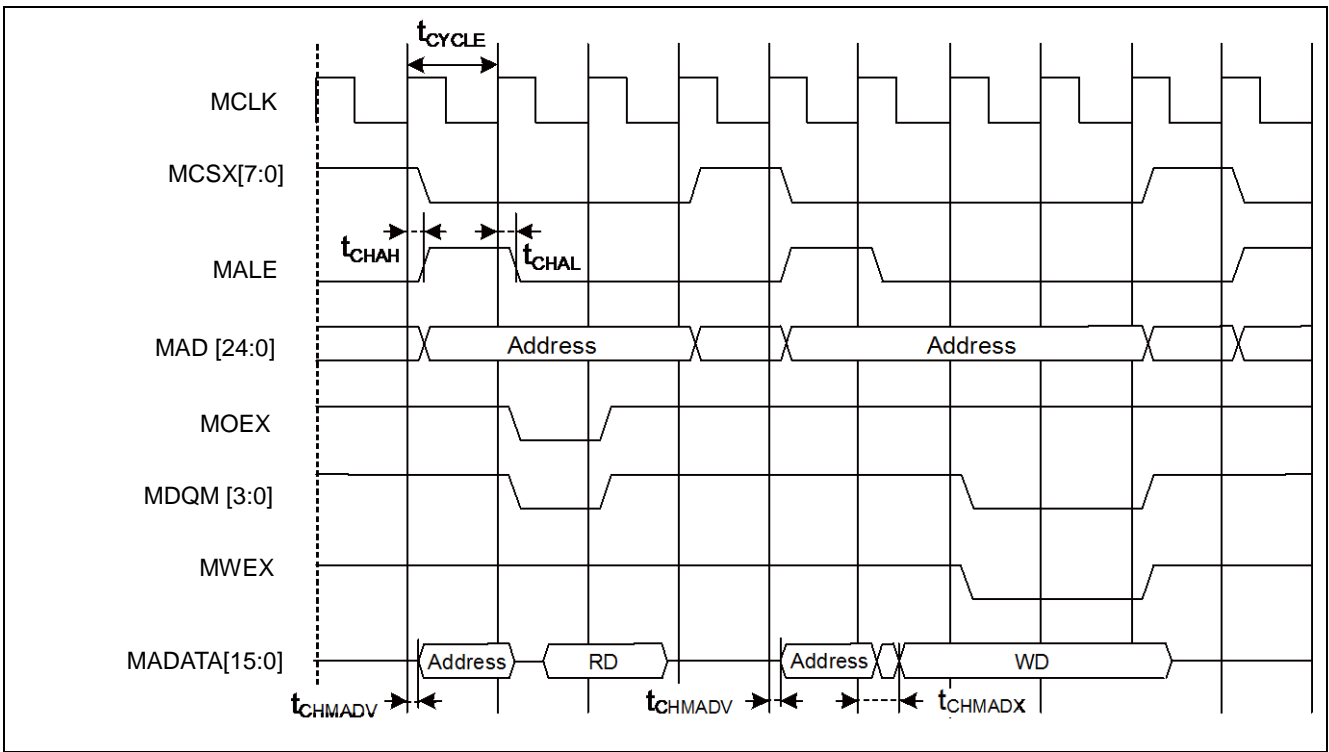 tCYCLE
MCLK
MCSX[7:0]
tCHAH
tCHAL
MALE
MAD [24:0]
Address
Address
MOEX
MDQM [3:0]
MWEX
MADATA[15:0]
Address
RD
Address
WD
tCHMADV
tCHMADV
tCHMADX